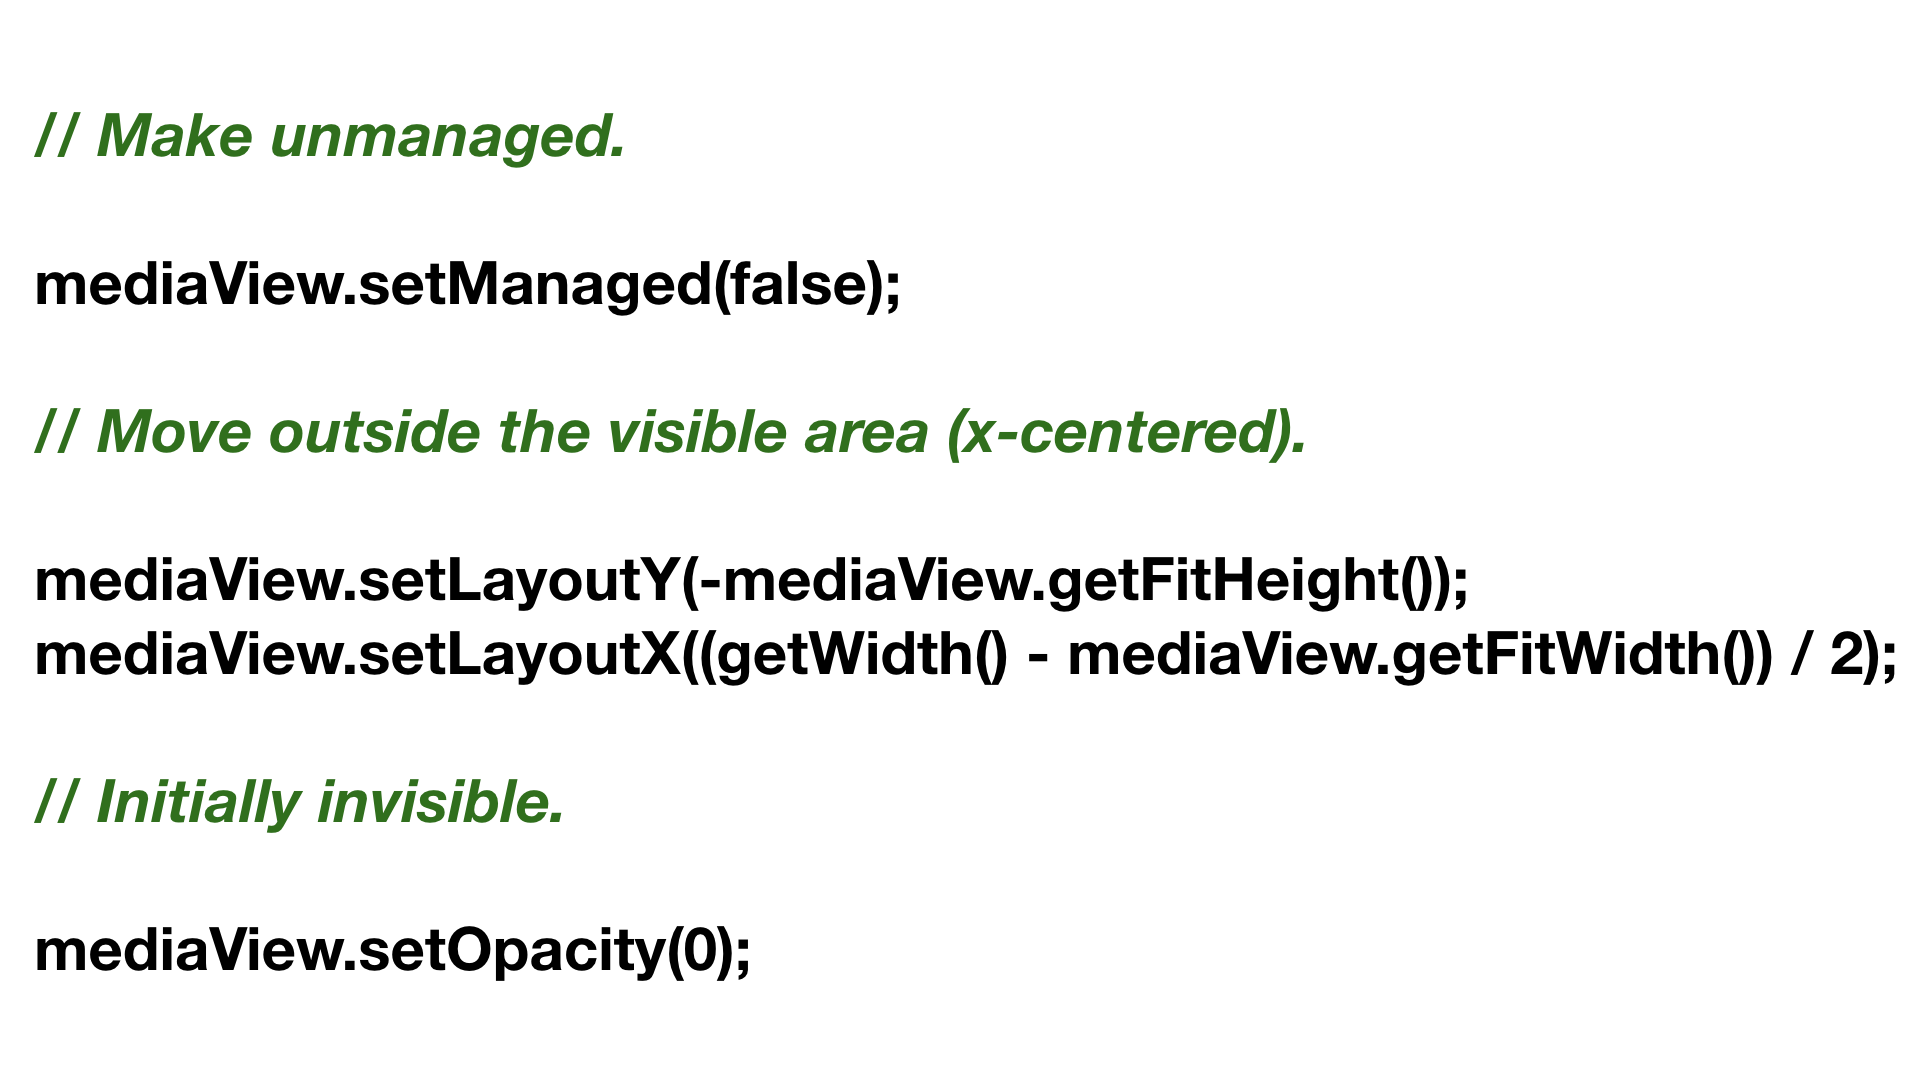 // Make unmanaged.
mediaView.setManaged(false);
// Move outside the visible area (x-centered).
mediaView.setLayoutY(-mediaView.getFitHeight());
mediaView.setLayoutX((getWidth() - mediaView.getFitWidth()) / 2);
// Initially invisible.
mediaView.setOpacity(0);